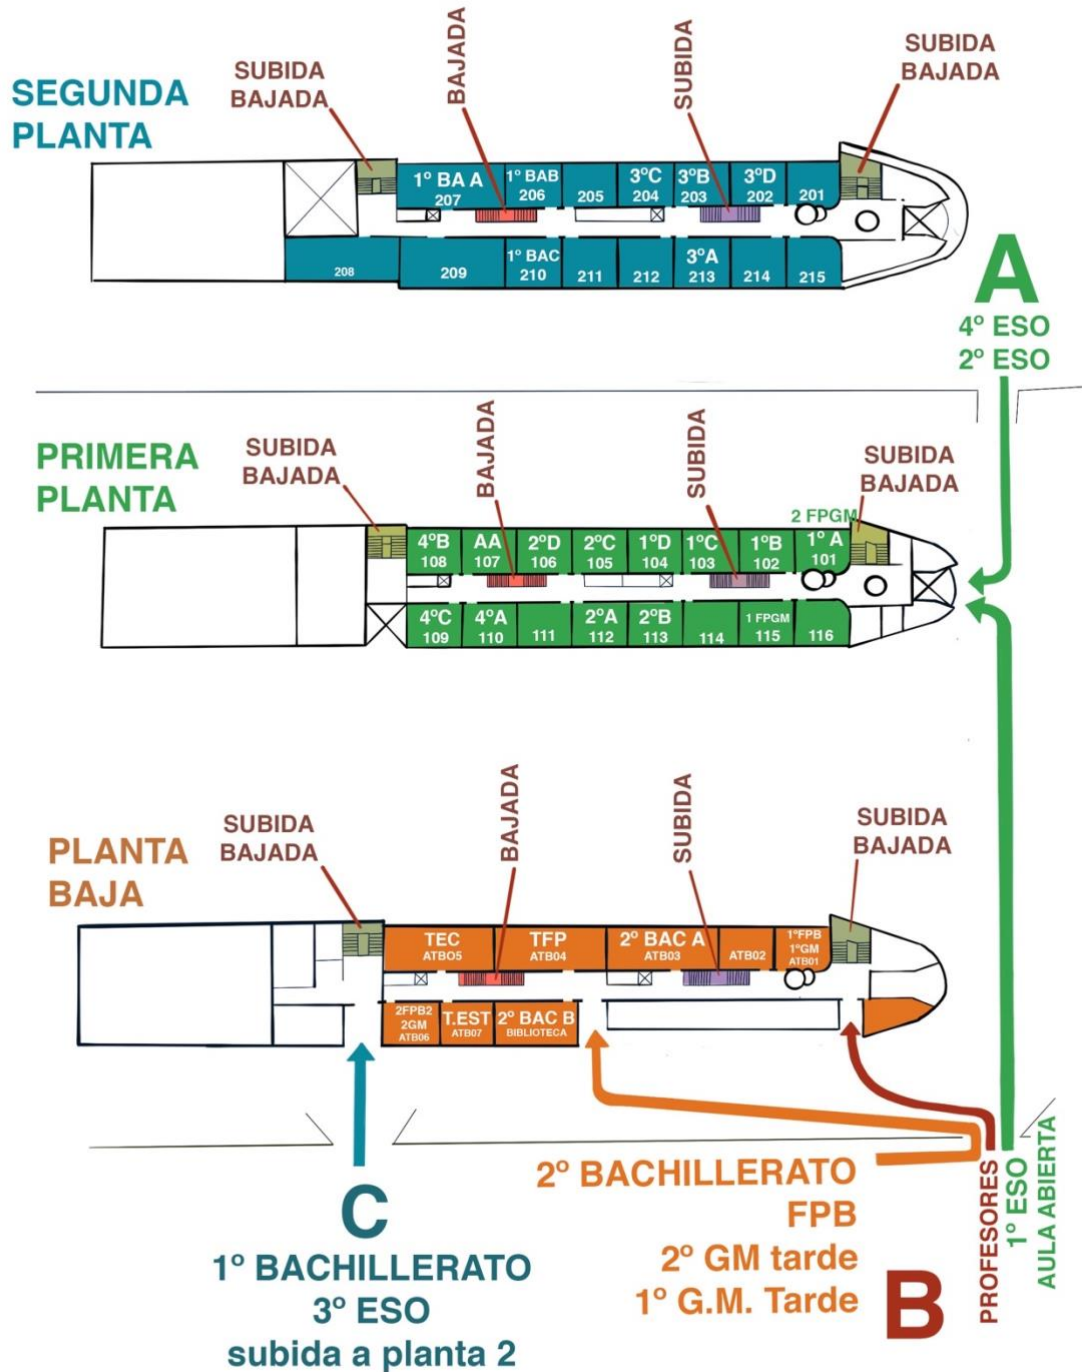 SEGUNDA
PLANTA
SUBIDA
BAJADA
BAJADA
SUBIDA
SUBIDA
BAJADA
1º BA A
207
1º BAB
206
205
3ºC
204
3ºB
203
3ºD
202
201
208
209
1º BAC
210
211
212
3ºA
213
214
215
A
4º ESO
2º ESO
PRIMERA
PLANTA
SUBIDA
BAJADA
BAJADA
SUBIDA
SUBIDA
BAJADA
2 FPGM
4ºB
108
AA
107
2ºD
106
2ºC
105
1ºD
104
1ºC
103
1ºB
102
1º A
101
4ºC
109
4ºA
110
111
2ºA
112
2ºB
113
114
1 FPGM
115
116
PLANTA
BAJA
SUBIDA
BAJADA
BAJADA
SUBIDA
SUBIDA
BAJADA
TEC
ATBO5
TFP
ATB04
2º BAC A
ATB03
ATB02
1ºFPB
1ºGM
ATB01
2FPB2
2GM
ATB06
T.EST
ATB07
2º BAC B
BIBLIOTECA
C
1º BACHILLERATO
3º ESO
subida a planta 2
2º BACHILLERATO
FPB
2º GM tarde
1º G.M. Tarde
B
PROFESORES
1º ESO
AULA ABIERTA